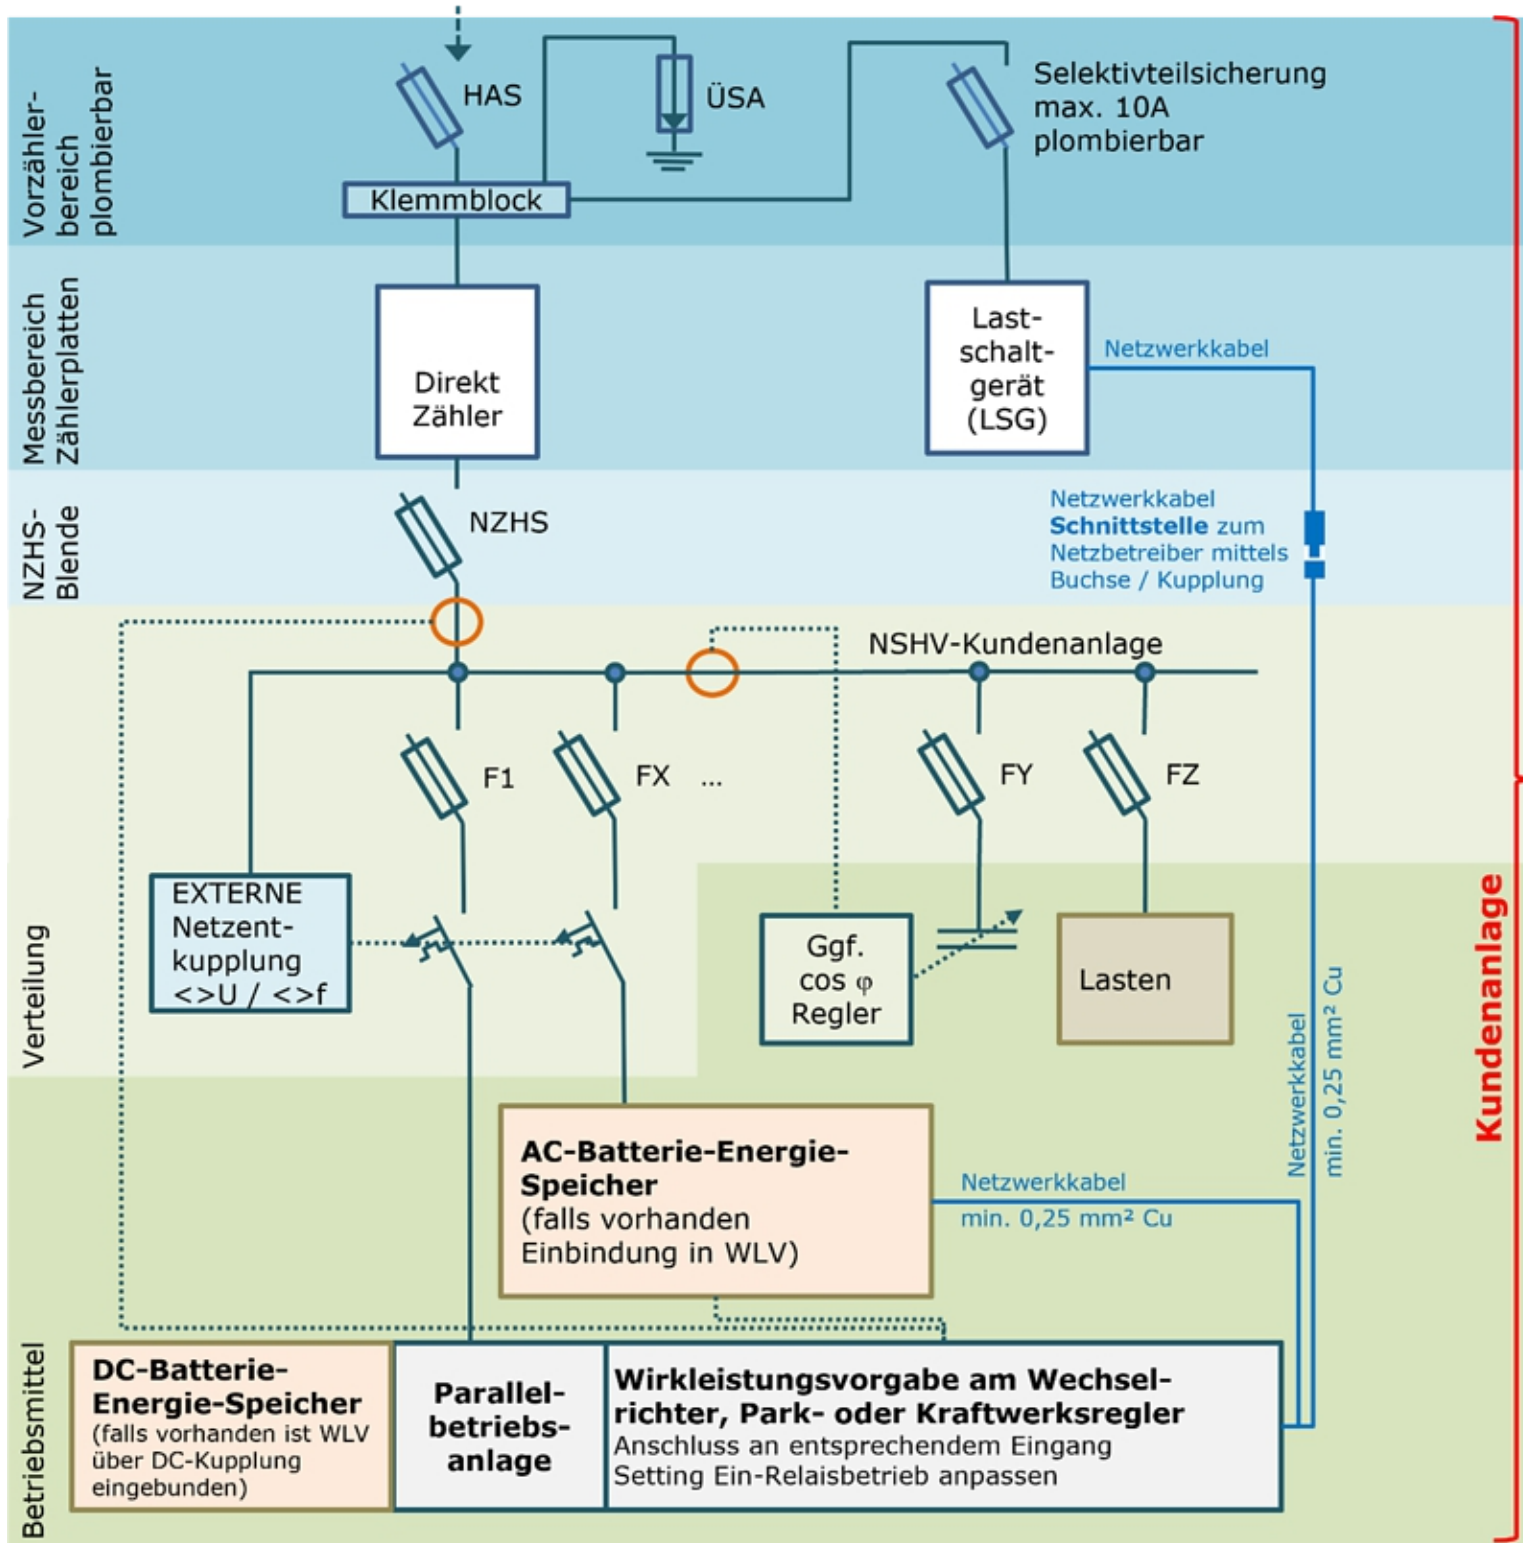 Vorzähler-
bereich
plombierbar
HAS
ÜSA
Selektivteilsicherung
max. 10A
plombierbar
Klemmblock
Messbereich
Zählerplatten
Direkt
Zähler
Last-
schalt-
gerät
(LSG)
Netzwerkkabel
NZHS-
Blende
NZHS
Netzwerkkabel
Schnittstelle zum
Netzbetreiber mittels
Buchse / Kupplung
NSHV-Kundenanlage
F1
FX ...
FY
FZ
Verteilung
EXTERNE
Netzent-
kupplung
<>U / <>f
Ggf.
cos φ
Regler
Lasten
Netzwerkkabel
min. 0,25 mm² Cu
Kundenanlage
AC-Batterie-Energie-
Speicher
(falls vorhanden
Einbindung in WLV)
Netzwerkkabel
min. 0,25 mm² Cu
Betriebsmittel
DC-Batterie-
Energie-Speicher
(falls vorhanden ist WLV
über DC-Kupplung
eingebunden)
Parallel-
betriebs-
anlage
Wirkleistungsvorgabe am Wechsel-
richter, Park- oder Kraftwerksregler
Anschluss an entsprechendem Eingang
Setting Ein-Relaisbetrieb anpassen